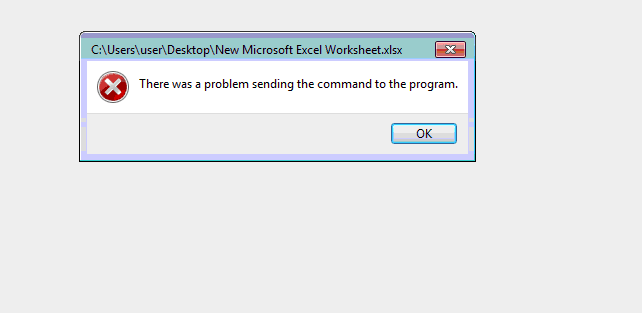 C:\Users\user\Desktop\New Microsoft Excel Worksheet.xlsx
There was a problem sending the command to the program.
OK